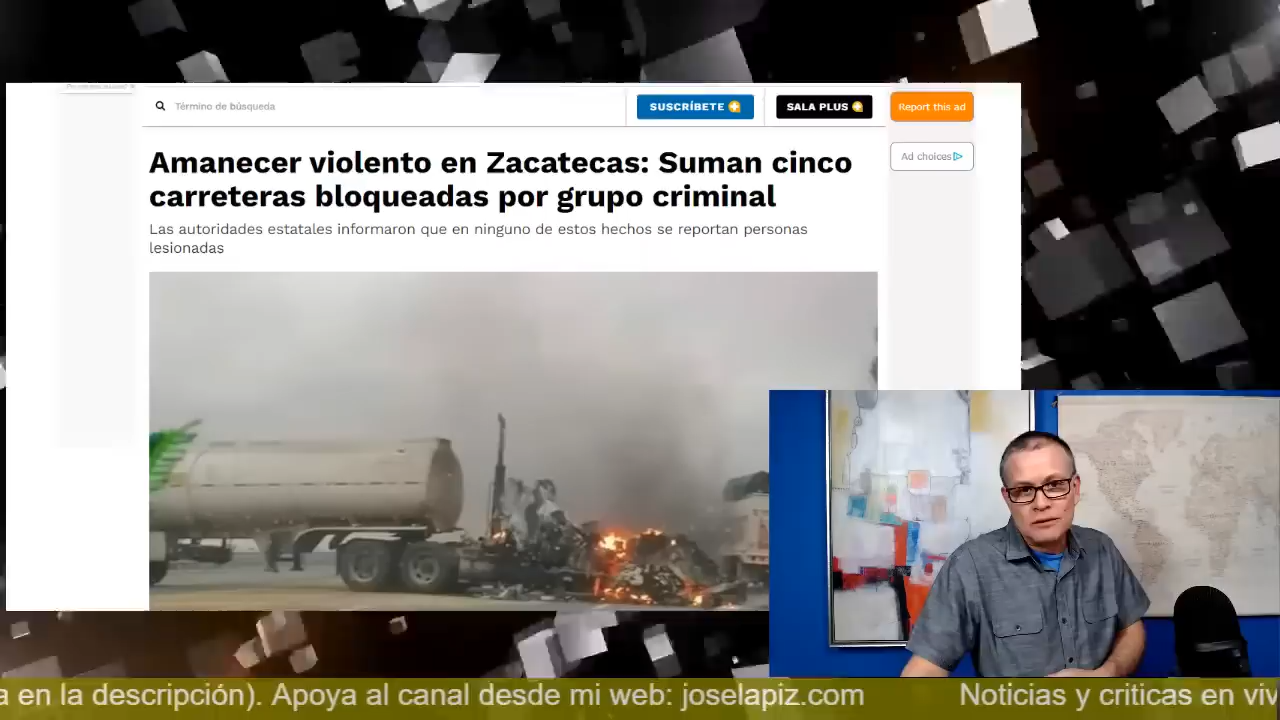 Término de búsqueda
SUSCRÍBETE
SALA PLUS
Report this ad
Ad choices
Amanecer violento en Zacatecas: Suman cinco
carreteras bloqueadas por grupo criminal
Las autoridades estatales informaron que en ninguno de estos hechos se reportan personas
lesionadas
a en la descripción). Apoya al canal desde mi web: joselapiz.com
Noticias y criticas en viv